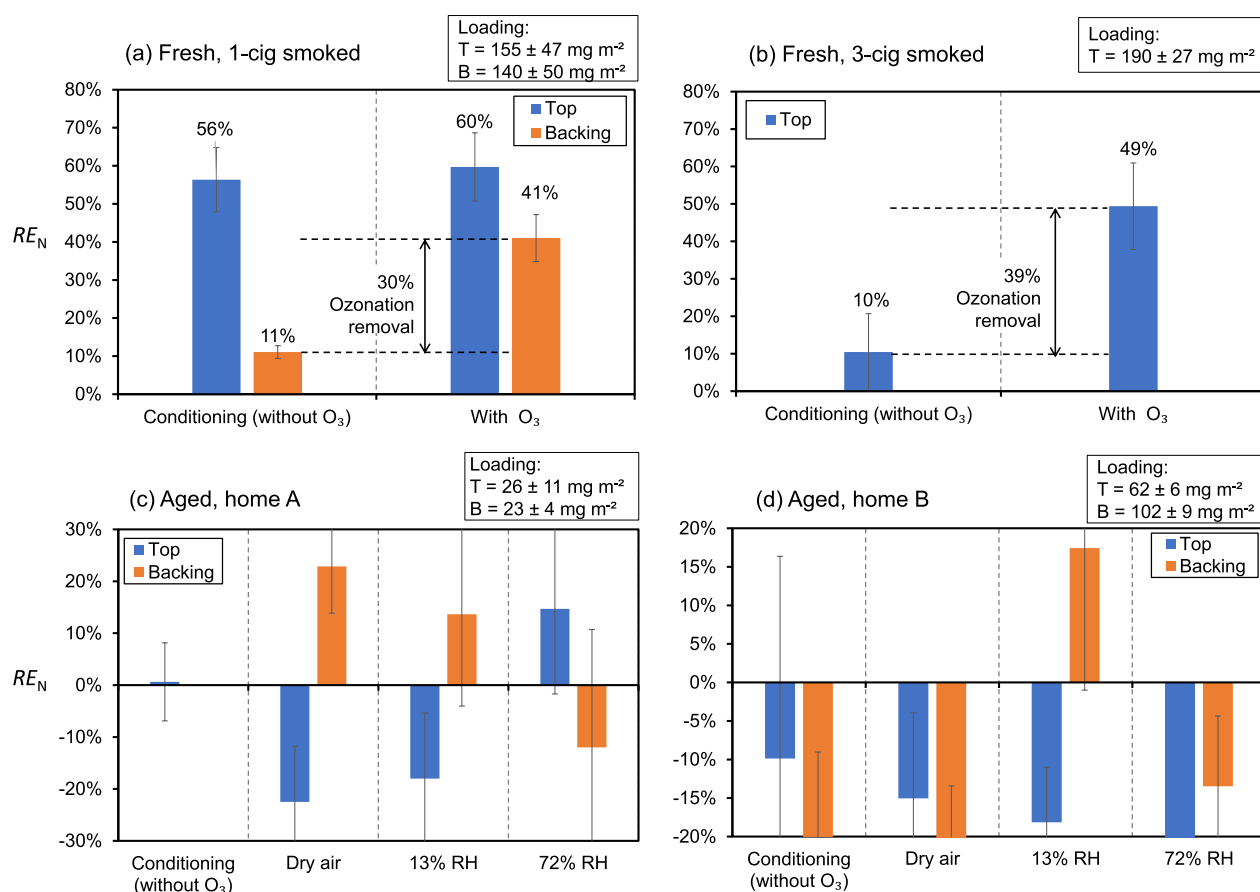 (a) Fresh, 1-cig smoked
Loading:
T = 155 ± 47 mg m⁻²
B = 140 ± 50 mg m⁻²
80%
70%
60%
50%
40%
30%
20%
10%
0%
RE_N
Top
Backing
56%
11%
60%
41%
30%
Ozonation
removal
Conditioning (without O₃)
With O₃
(b) Fresh, 3-cig smoked
Loading:
T = 190 ± 27 mg m⁻²
80%
70%
60%
50%
40%
30%
20%
10%
0%
Top
10%
49%
39%
Ozonation
removal
Conditioning (without O₃)
With O₃
(c) Aged, home A
Loading:
T = 26 ± 11 mg m⁻²
B = 23 ± 4 mg m⁻²
30%
20%
10%
0%
-10%
-20%
-30%
RE_N
Top
Backing
Conditioning
(without O₃)
Dry air
13% RH
72% RH
(d) Aged, home B
Loading:
T = 62 ± 6 mg m⁻²
B = 102 ± 9 mg m⁻²
20%
15%
10%
5%
0%
-5%
-10%
-15%
-20%
Top
Backing
Conditioning
(without O₃)
Dry air
13% RH
72% RH